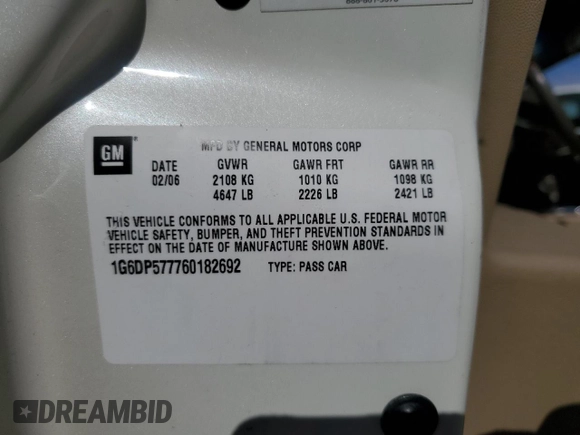 GM
MFD BY GENERAL MOTORS CORP
DATE GVWR GAWR FRT GAWR RR
02/06 2108 KG 1010 KG 1098 KG
4647 LB 2226 LB 2421 LB
THIS VEHICLE CONFORMS TO ALL APPLICABLE U.S. FEDERAL MOTOR
VEHICLE SAFETY, BUMPER, AND THEFT PREVENTION STANDARDS IN
EFFECT ON THE DATE OF MANUFACTURE SHOWN ABOVE.
1G6DP577760182692 TYPE: PASS CAR
DREAMBID